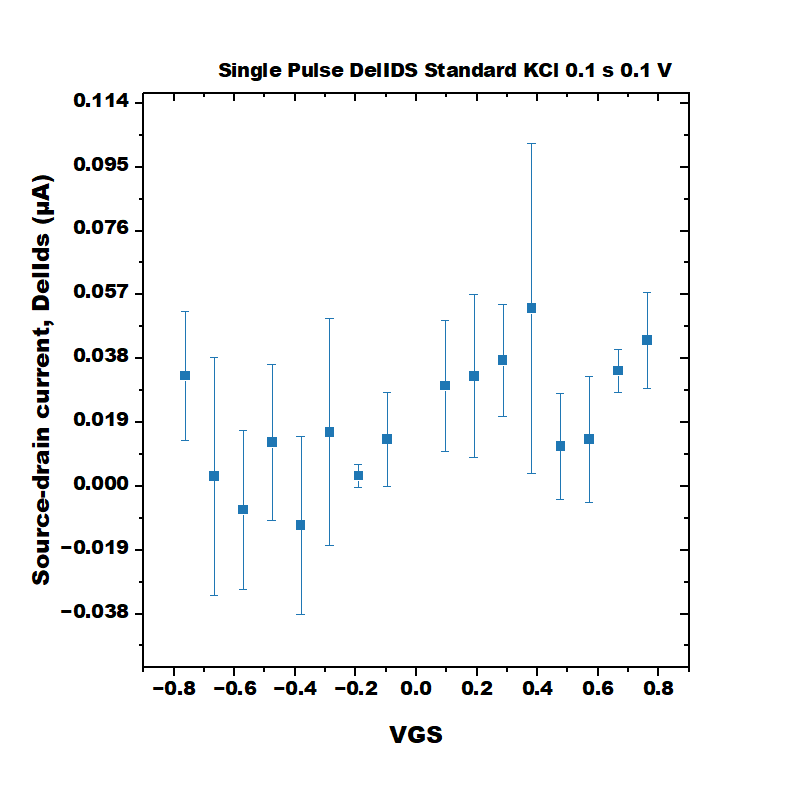 Single Pulse DelIDS Standard KCl 0.1 s 0.1 V
0.114
0.095
0.076
0.057
0.038
0.019
0.000
−0.019
−0.038
Source-drain current, DelIds (µA)
−0.8 −0.6 −0.4 −0.2 0.0 0.2 0.4 0.6 0.8
VGS